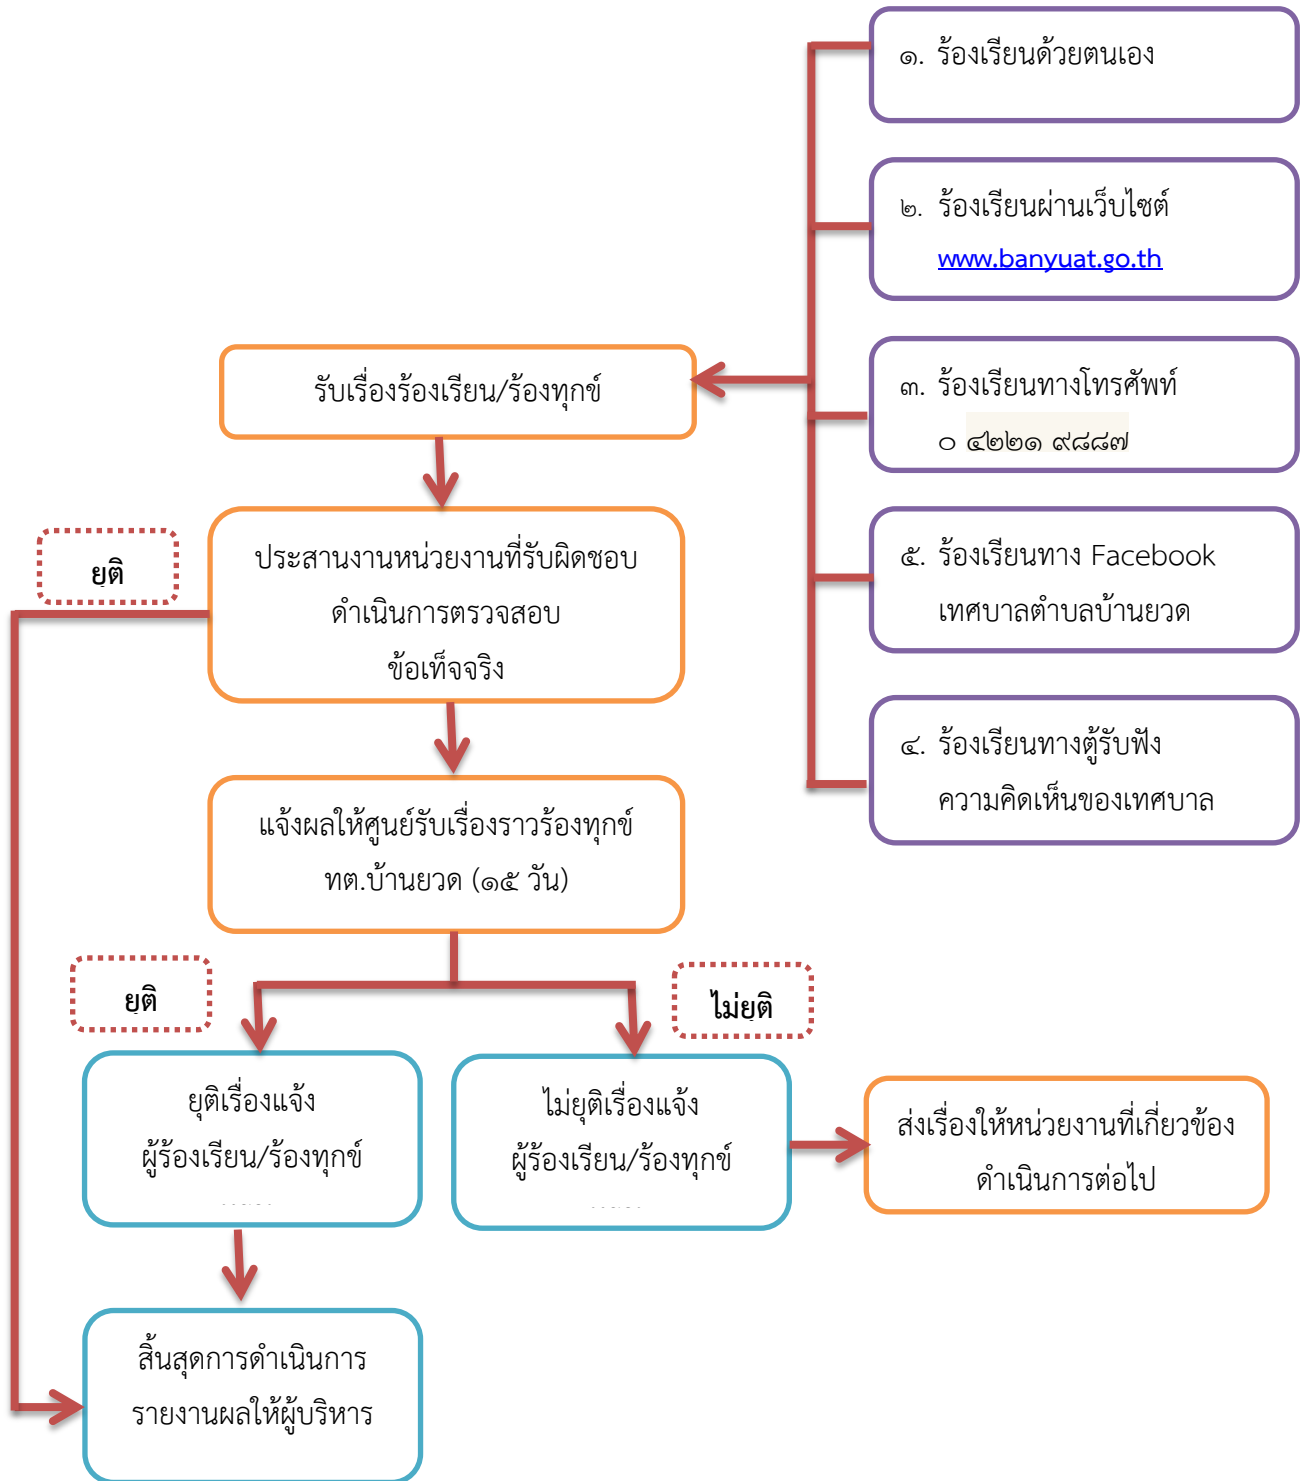 ๑. ร้องเรียนด้วยตนเอง
๒. ร้องเรียนผ่านเว็บไซต์
www.banyuat.go.th
๓. ร้องเรียนทางโทรศัพท์
๐ ๔๒๒๑ ๙๘๘๗
๕. ร้องเรียนทาง Facebook
เทศบาลตำบลบ้านยวด
๔. ร้องเรียนทางตู้รับฟัง
ความคิดเห็นของเทศบาล
รับเรื่องร้องเรียน/ร้องทุกข์
ยุติ
ประสานงานหน่วยงานที่รับผิดชอบ
ดำเนินการตรวจสอบ
ข้อเท็จจริง
แจ้งผลให้ศูนย์รับเรื่องราวร้องทุกข์
ทต.บ้านยวด (๑๕ วัน)
ยุติ
ไม่ยุติ
ยุติเรื่องแจ้ง
ผู้ร้องเรียน/ร้องทุกข์
ไม่ยุติเรื่องแจ้ง
ผู้ร้องเรียน/ร้องทุกข์
ส่งเรื่องให้หน่วยงานที่เกี่ยวข้อง
ดำเนินการต่อไป
สิ้นสุดการดำเนินการ
รายงานผลให้ผู้บริหาร